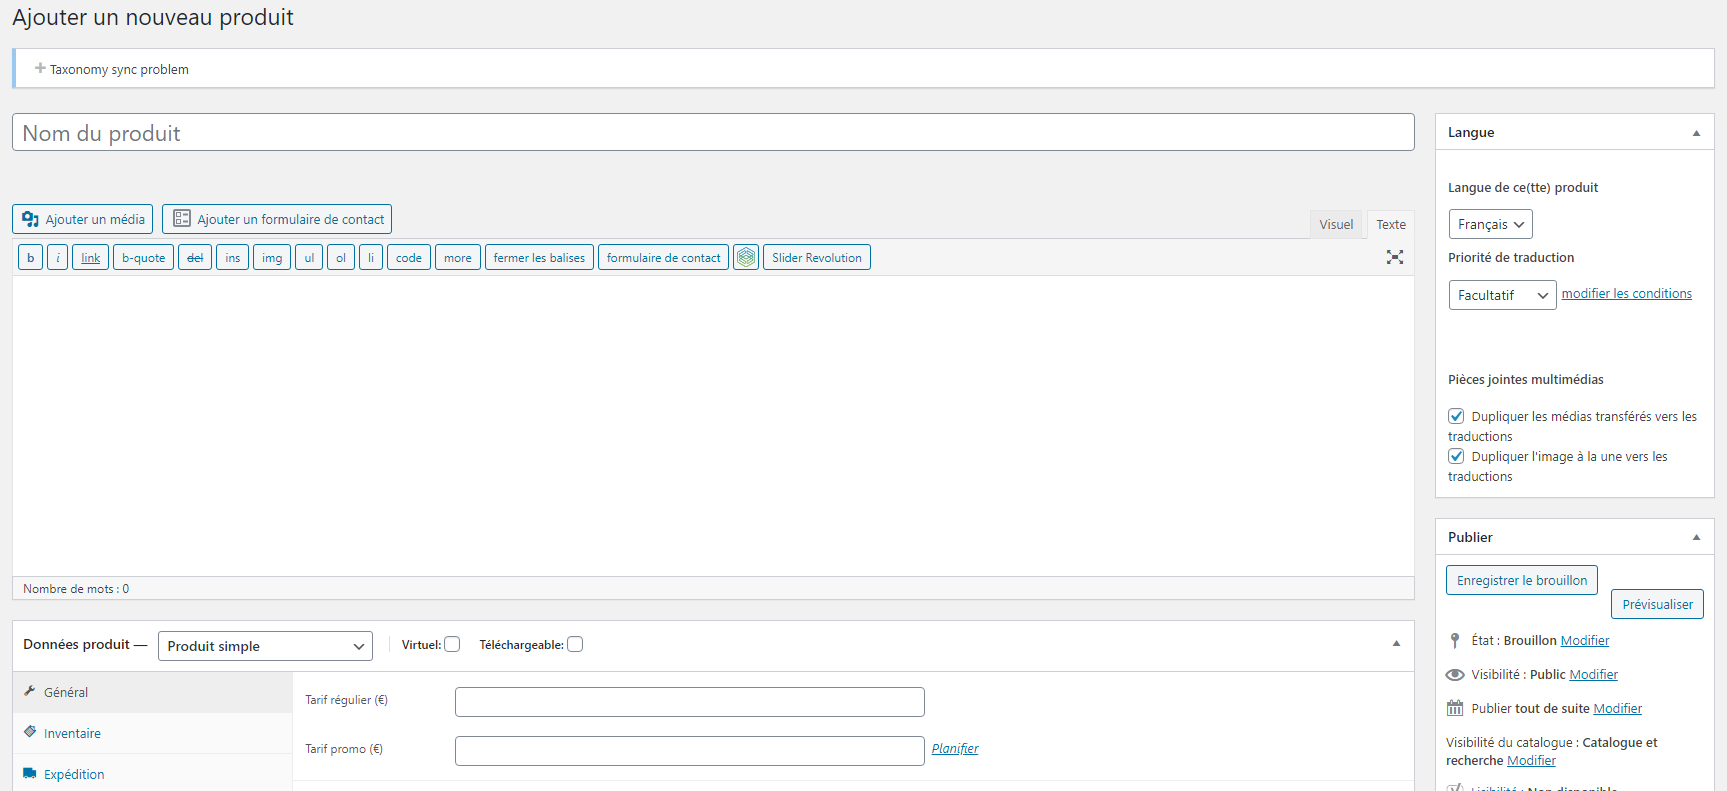 Ajouter un nouveau produit
Taxonomy sync problem
Nom du produit
Ajouter un média
Ajouter un formulaire de contact
Visuel
Texte
b
i
link
b-quote
del
ins
img
ul
ol
li
code
more
fermer les balises
formulaire de contact
Slider Revolution
Nombre de mots : 0
Données produit —
Produit simple
Virtuel:
Téléchargeable:
Général
Inventaire
Expédition
Tarif régulier (€)
Tarif promo (€)
Planifier
Langue
Langue de ce(tte) produit
Français
Priorité de traduction
Facultatif
modifier les conditions
Pièces jointes multimédias
Dupliquer les médias transférés vers les
traductions
Dupliquer l'image à la une vers les
traductions
Publier
Enregistrer le brouillon
Prévisualiser
État : Brouillon Modifier
Visibilité : Public Modifier
Publier tout de suite Modifier
Visibilité du catalogue : Catalogue et
recherche Modifier